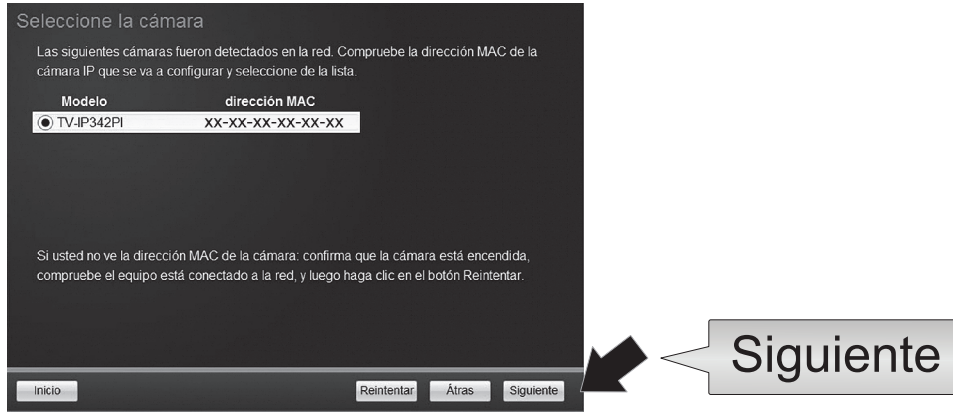 Seleccione la cámara
Las siguientes cámaras fueron detectados en la red. Compruebe la dirección MAC de la
cámara IP que se va a configurar y seleccione de la lista.
Modelo dirección MAC
TV-IP342PI XX-XX-XX-XX-XX-XX
Si usted no ve la dirección MAC de la cámara: confirma que la cámara está encendida,
compruebe el equipo está conectado a la red, y luego haga clic en el botón Reintentar.
Siguiente
Inicio Reintentar Átras Siguiente